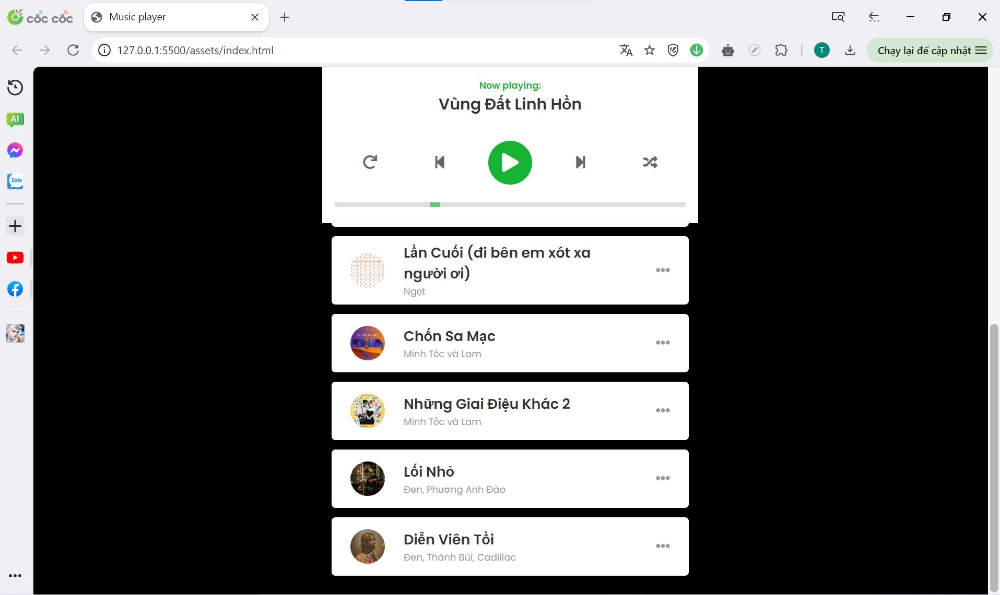 cốc cốc
Music player
127.0.0.1:5500/assets/index.html
T
Chạy lại để cập nhật
AI
Zalo
Now playing:
Vùng Đất Linh Hồn
Lần Cuối (đi bên em xót xa
người ơi)
Ngọt
CHỐN SA MẠC
Chốn Sa Mạc
Minh Tốc và Lam
Những Giai Điệu Khác 2
Minh Tốc và Lam
Lối Nhỏ
Đen, Phương Anh Đào
Diễn Viên Tồi
Đen, Thành Bùi, Cadillac